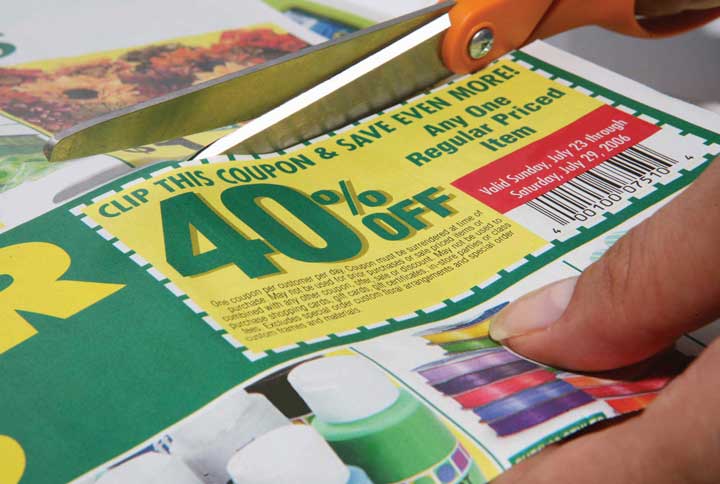 CLIP THIS COUPON & SAVE EVEN MORE!
40% OFF
Any One
Regular Priced
Item
Valid Sunday, July 23 through
Saturday, July 29, 2006
4 00100 07510 4
One coupon per customer per day. Coupon must be surrendered at time of
purchase. May not be used for prior purchases or sale priced items or
combined with any other coupon, offer, sale or discount. May not be used to
purchase shopping cards, gift cards, gift certificates, in-store parties or class
fees. Excludes special order custom floral arrangements and special order
custom frames and materials.
R